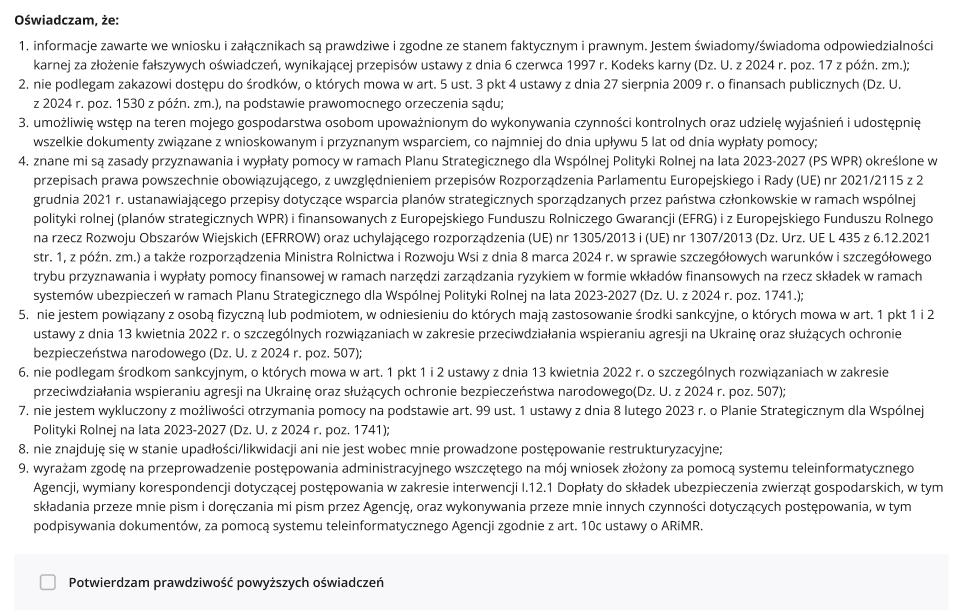 Oświadczam, że:
1. informacje zawarte we wniosku i załącznikach są prawdziwe i zgodne ze stanem faktycznym i prawnym. Jestem świadomy/świadoma odpowiedzialności
karnej za złożenie fałszywych oświadczeń, wynikającej przepisów ustawy z dnia 6 czerwca 1997 r. Kodeks karny (Dz. U. z 2024 r. poz. 17 z późn. zm.);
2. nie podlegam zakazowi dostępu do środków, o których mowa w art. 5 ust. 3 pkt 4 ustawy z dnia 27 sierpnia 2009 r. o finansach publicznych (Dz. U.
z 2024 r. poz. 1530 z późn. zm.), na podstawie prawomocnego orzeczenia sądu;
3. umożliwię wstęp na teren mojego gospodarstwa osobom upoważnionym do wykonywania czynności kontrolnych oraz udzielę wyjaśnień i udostępnię
wszelkie dokumenty związane z wnioskowanym i przyznanym wsparciem, co najmniej do dnia upływu 5 lat od dnia wypłaty pomocy;
4. znane mi są zasady przyznawania i wypłaty pomocy w ramach Planu Strategicznego dla Wspólnej Polityki Rolnej na lata 2023-2027 (PS WPR) określone w
przepisach prawa powszechnie obowiązującego, z uwzględnieniem przepisów Rozporządzenia Parlamentu Europejskiego i Rady (UE) nr 2021/2115 z 2
grudnia 2021 r. ustanawiającego przepisy dotyczące wsparcia planów strategicznych sporządzanych przez państwa członkowskie w ramach wspólnej
polityki rolnej (planów strategicznych WPR) i finansowanych z Europejskiego Funduszu Rolniczego Gwarancji (EFRG) i z Europejskiego Funduszu Rolnego
na rzecz Rozwoju Obszarów Wiejskich (EFRROW) oraz uchylającego rozporządzenia (UE) nr 1305/2013 i (UE) nr 1307/2013 (Dz. Urz. UE L 435 z 6.12.2021
str. 1, z późn. zm.) a także rozporządzenia Ministra Rolnictwa i Rozwoju Wsi z dnia 8 marca 2024 r. w sprawie szczegółowych warunków i szczegółowego
trybu przyznawania i wypłaty pomocy finansowej w ramach narzędzi zarządzania ryzykiem w formie wkładów finansowych na rzecz składek w ramach
systemów ubezpieczeń w ramach Planu Strategicznego dla Wspólnej Polityki Rolnej na lata 2023-2027 (Dz. U. z 2024 r. poz. 1741.);
5. nie jestem powiązany z osobą fizyczną lub podmiotem, w odniesieniu do których mają zastosowanie środki sankcyjne, o których mowa w art. 1 pkt 1 i 2
ustawy z dnia 13 kwietnia 2022 r. o szczególnych rozwiązaniach w zakresie przeciwdziałania wspieraniu agresji na Ukrainę oraz służących ochronie
bezpieczeństwa narodowego (Dz. U. z 2024 r. poz. 507);
6. nie podlegam środkom sankcyjnym, o których mowa w art. 1 pkt 1 i 2 ustawy z dnia 13 kwietnia 2022 r. o szczególnych rozwiązaniach w zakresie
przeciwdziałania wspieraniu agresji na Ukrainę oraz służących ochronie bezpieczeństwa narodowego(Dz. U. z 2024 r. poz. 507);
7. nie jestem wykluczony z możliwości otrzymania pomocy na podstawie art. 99 ust. 1 ustawy z dnia 8 lutego 2023 r. o Planie Strategicznym dla Wspólnej
Polityki Rolnej na lata 2023-2027 (Dz. U. z 2024 r. poz. 1741);
8. nie znajduję się w stanie upadłości/likwidacji ani nie jest wobec mnie prowadzone postępowanie restrukturyzacyjne;
9. wyrażam zgodę na przeprowadzenie postępowania administracyjnego wszczętego na mój wniosek złożony za pomocą systemu teleinformatycznego
Agencji, wymiany korespondencji dotyczącej postępowania w zakresie interwencji I.12.1 Dopłaty do składek ubezpieczenia zwierząt gospodarskich, w tym
składania przeze mnie pism i doręczania mi pism przez Agencję, oraz wykonywania przeze mnie innych czynności dotyczących postępowania, w tym
podpisywania dokumentów, za pomocą systemu teleinformatycznego Agencji zgodnie z art. 10c ustawy o ARiMR.
Potwierdzam prawdziwość powyższych oświadczeń